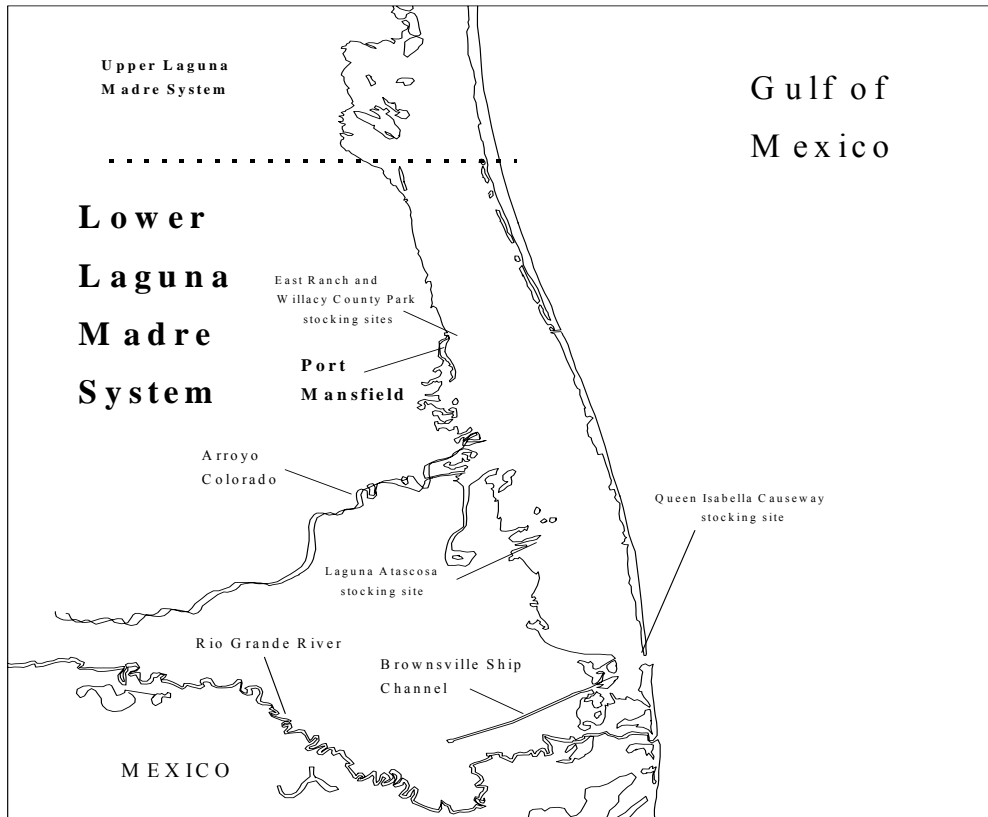 Upper Laguna
Madre System
Gulf of
Mexico
Lower
Laguna
Madre
System
East Ranch and
Willacy County Park
stocking sites
Port
Mansfield
Arroyo
Colorado
Queen Isabella Causeway
stocking site
Laguna Atascosa
stocking site
Rio Grande River
Brownsville Ship
Channel
MEXICO